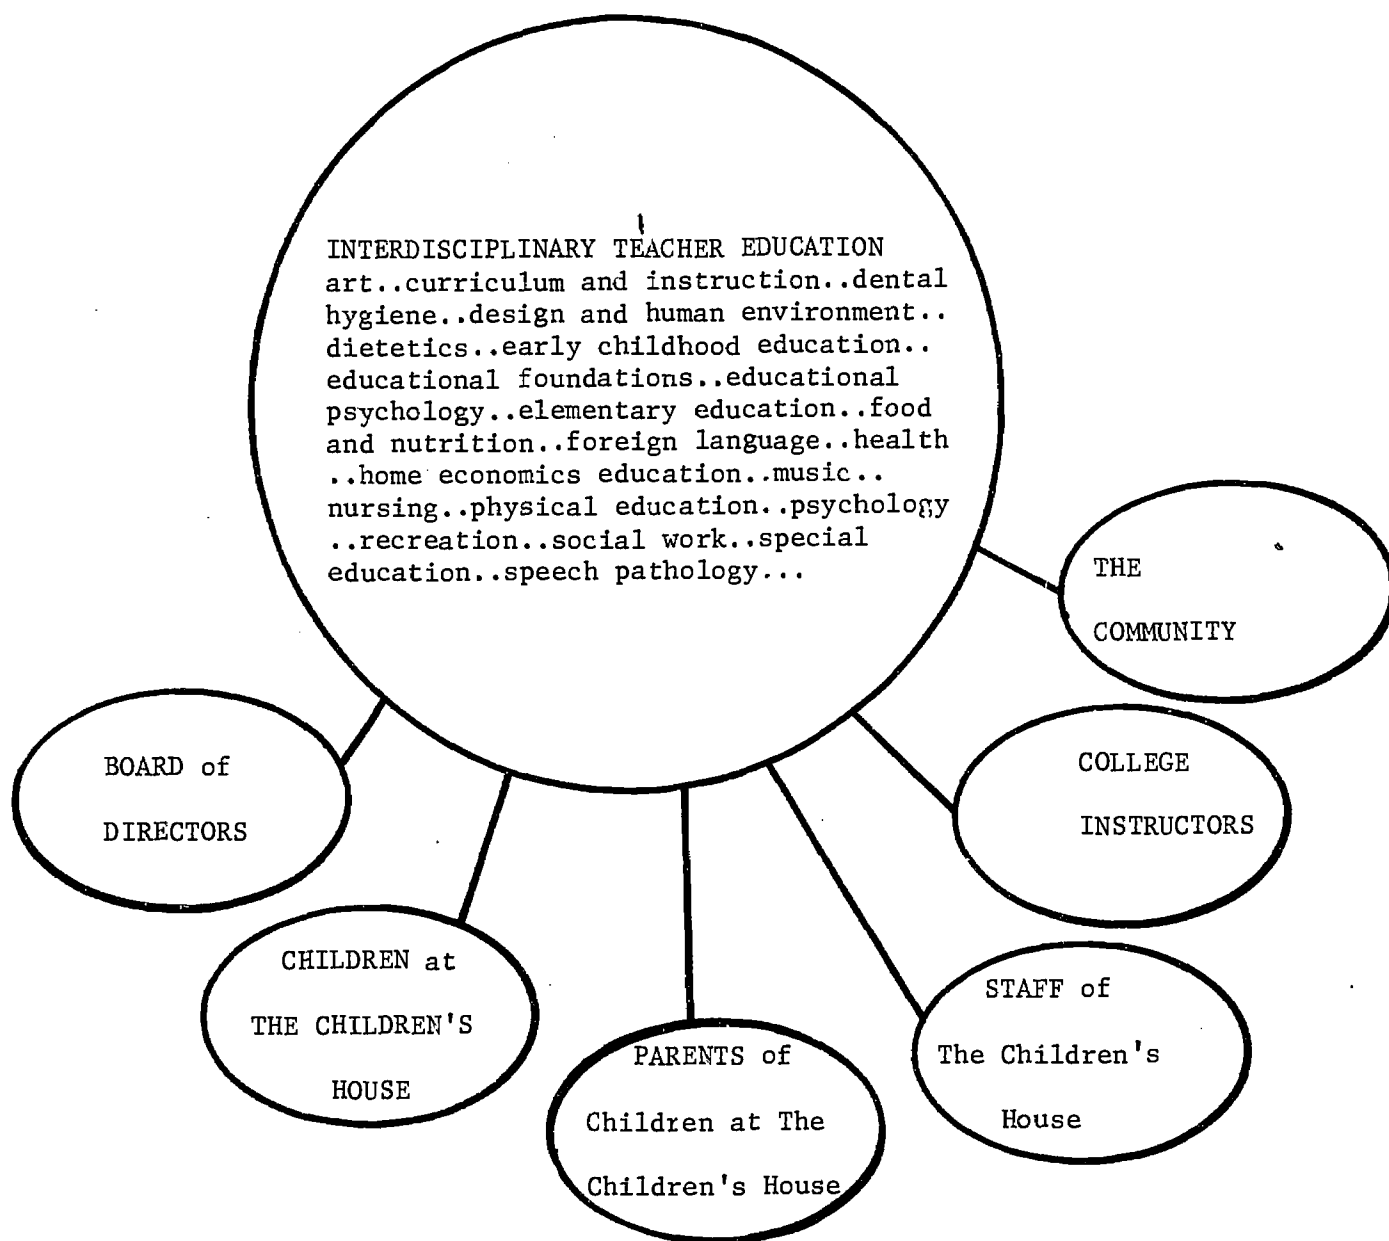 INTERDISCIPLINARY TEACHER EDUCATION
art..curriculum and instruction..dental
hygiene..design and human environment..
dietetics..early childhood education..
educational foundations..educational
psychology..elementary education..food
and nutrition..foreign language..health
..home economics education..music..
nursing..physical education..psychology
..recreation..social work..special
education..speech pathology...
THE
COMMUNITY
COLLEGE
INSTRUCTORS
STAFF of
The Children's
House
PARENTS of
Children at The
Children's House
CHILDREN at
THE CHILDREN'S
HOUSE
BOARD of
DIRECTORS